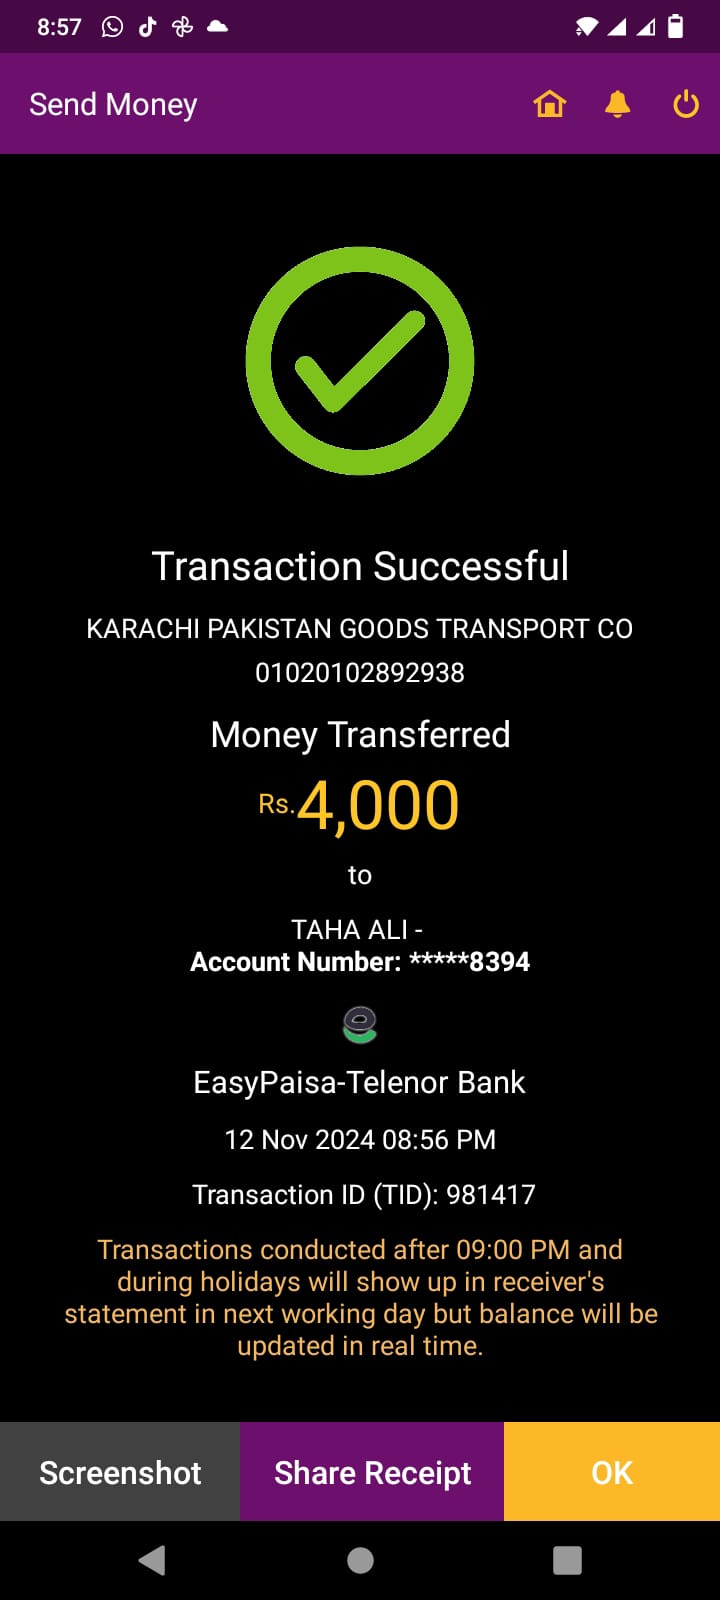 8:57
Send Money
Transaction Successful
KARACHI PAKISTAN GOODS TRANSPORT CO
01020102892938
Money Transferred
Rs.4,000
to
TAHA ALI -
Account Number: *****8394
EasyPaisa-Telenor Bank
12 Nov 2024 08:56 PM
Transaction ID (TID): 981417
Transactions conducted after 09:00 PM and
during holidays will show up in receiver's
statement in next working day but balance will be
updated in real time.
Screenshot
Share Receipt
OK